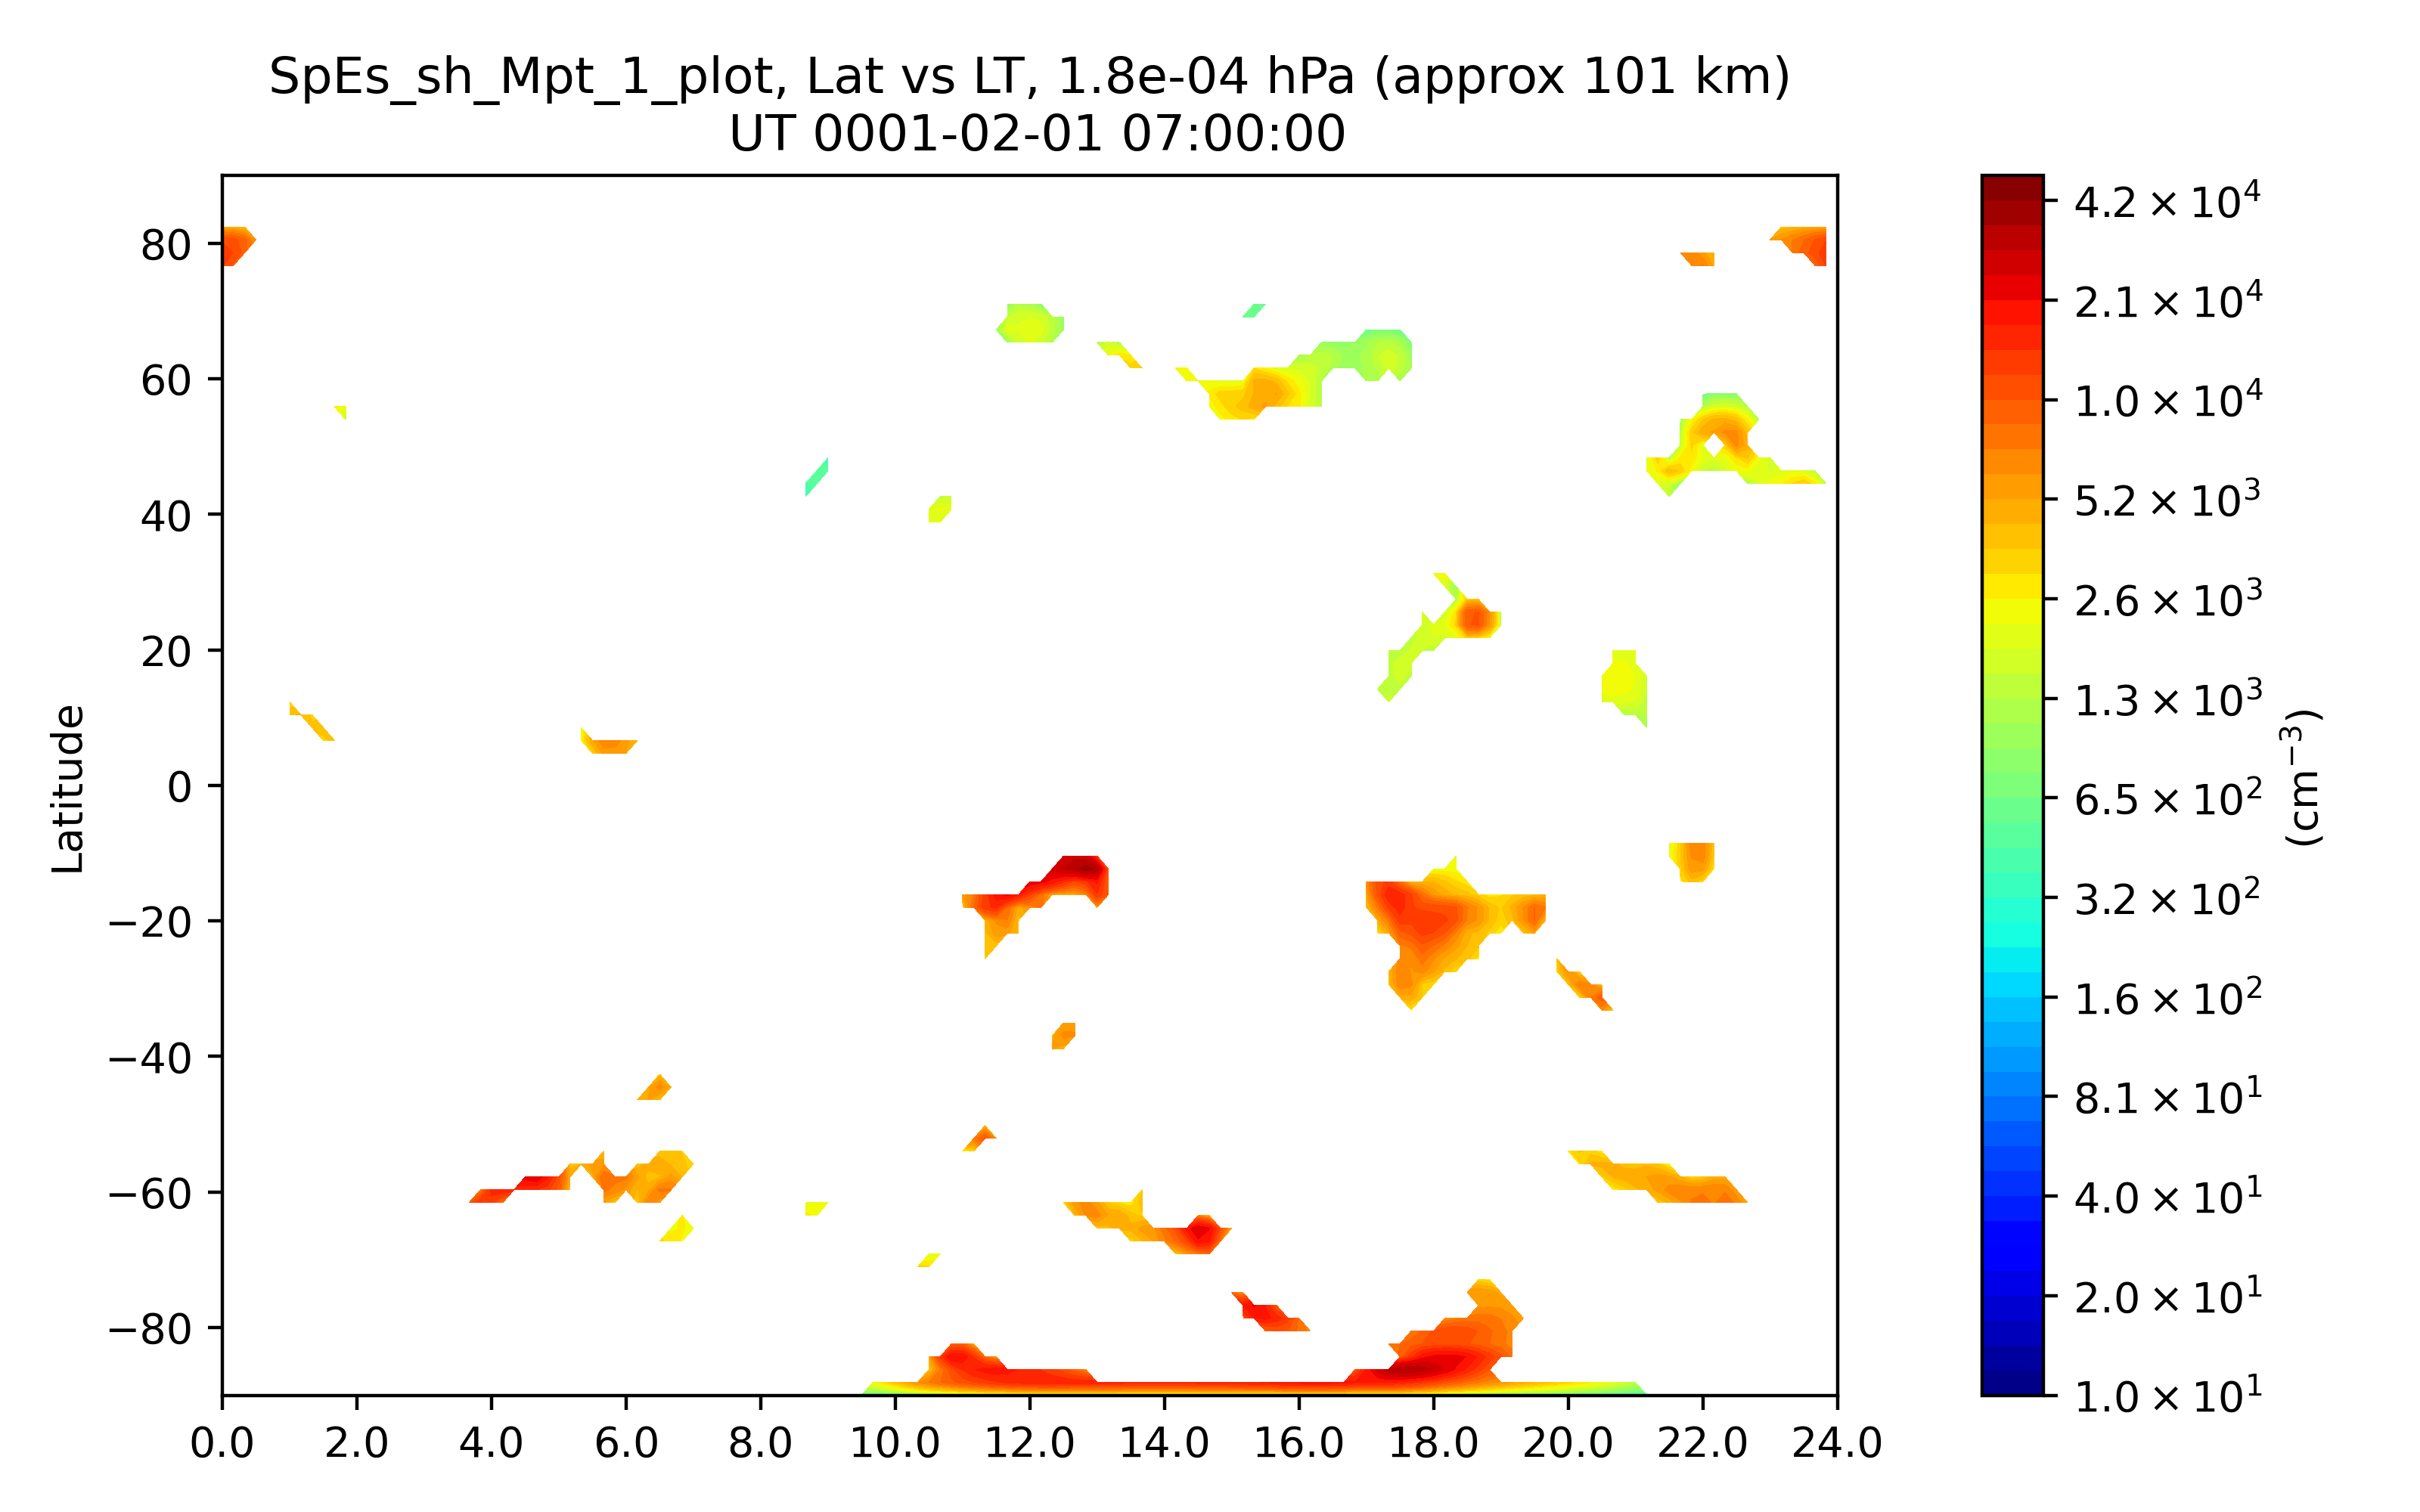 SpEs_sh_Mpt_1_plot, Lat vs LT, 1.8e-04 hPa (approx 101 km)
UT 0001-02-01 07:00:00
Latitude
80
60
40
20
0
−20
−40
−60
−80
0.0 2.0 4.0 6.0 8.0 10.0 12.0 14.0 16.0 18.0 20.0 22.0 24.0
4.2 × 10⁴
2.1 × 10⁴
1.0 × 10⁴
5.2 × 10³
2.6 × 10³
1.3 × 10³
6.5 × 10²
3.2 × 10²
1.6 × 10²
8.1 × 10¹
4.0 × 10¹
2.0 × 10¹
1.0 × 10¹
(cm⁻³)